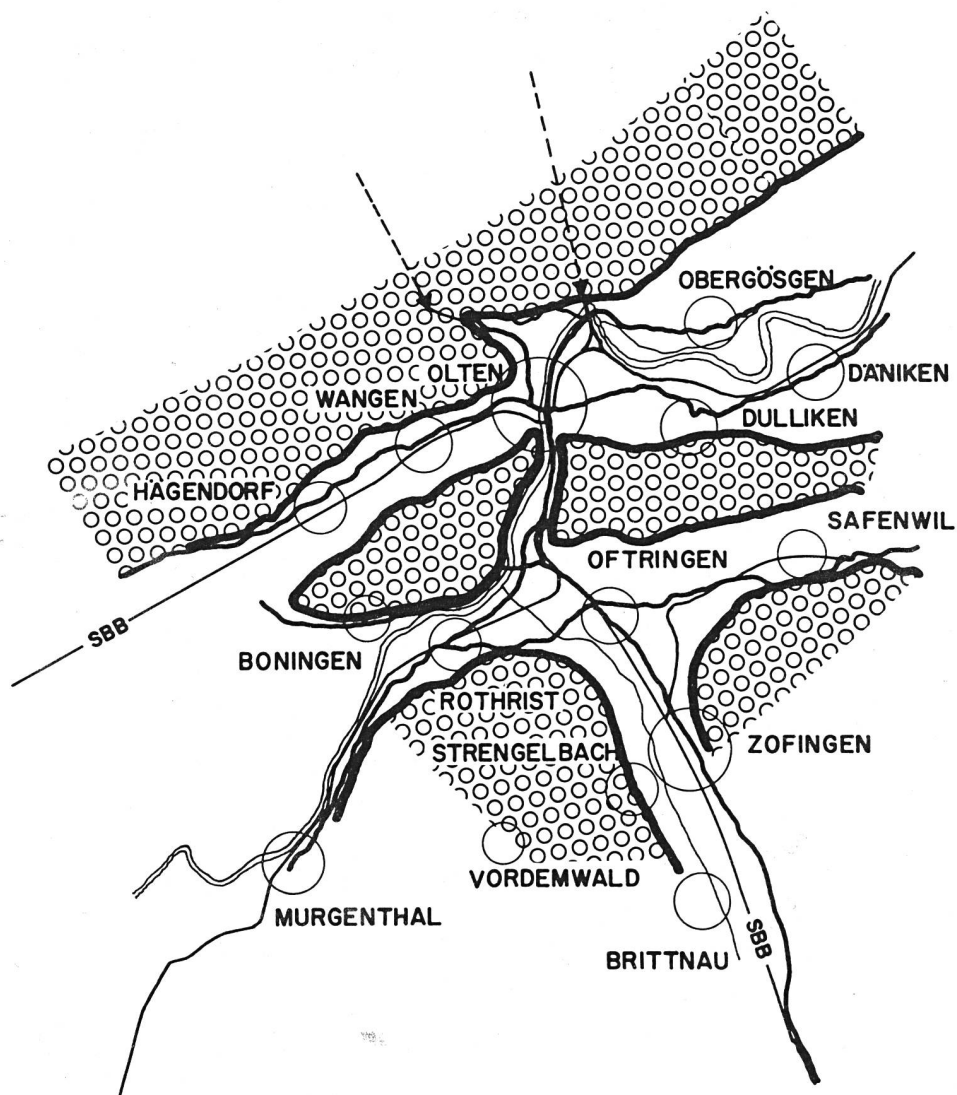 OBERGÖSGEN
OLTEN
DÄNIKEN
WANGEN
DULLIKEN
HÄGENDORF
SAFENWIL
OFTRINGEN
SBB
BONINGEN
ROTHRIST
ZOFINGEN
STRENGELBACH
VORDEMWALD
MURGENTHAL
SBB
BRITTNAU